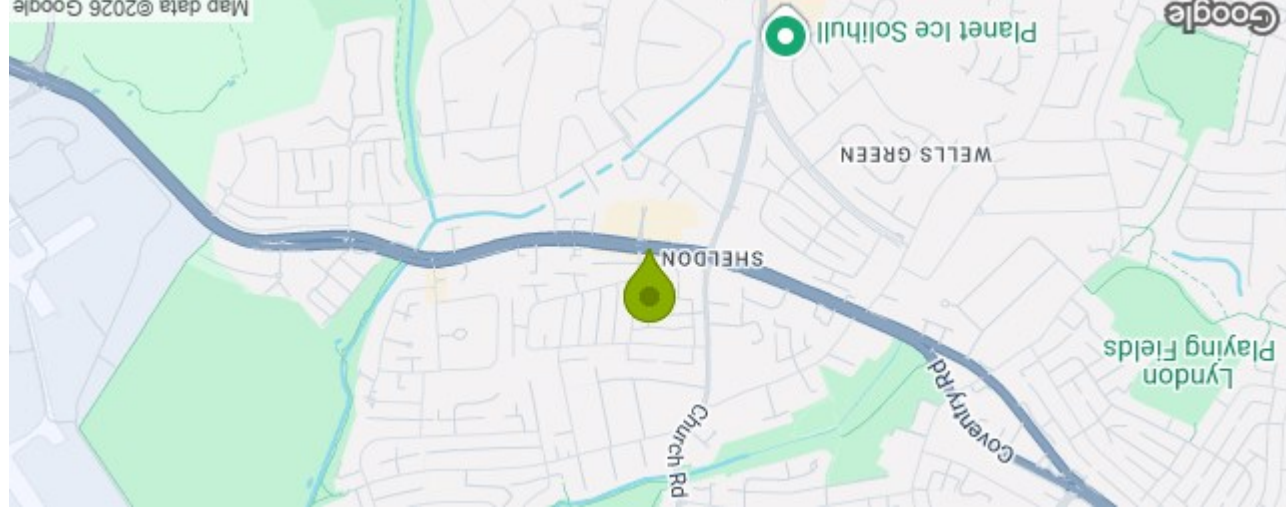 Church Rd
Coventry Rd
Lyndon
Playing Fields
SHELDON
WELLS GREEN
Planet Ice Solihull
Google
Map data ©2026 Google